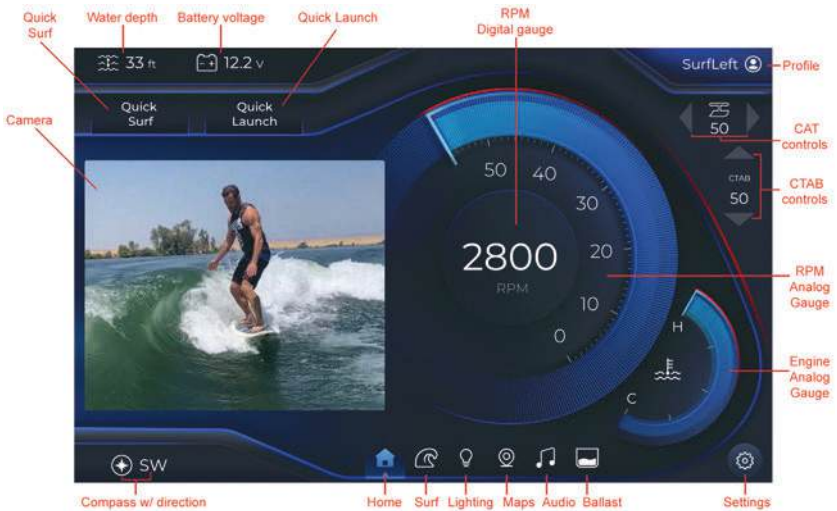 Quick
Surf
Water depth
Battery voltage
Quick Launch
RPM
Digital gauge
33 ft
12.2 V
SurfLeft
Profile
Quick
Surf
Quick
Launch
Camera
50
CAT
controls
CTAB
50
CTAB
controls
50
40
30
20
10
0
2800
RPM
RPM
Analog
Gauge
H
C
Engine
Analog
Gauge
SW
Compass w/ direction
Home
Surf
Lighting
Maps
Audio
Ballast
Settings